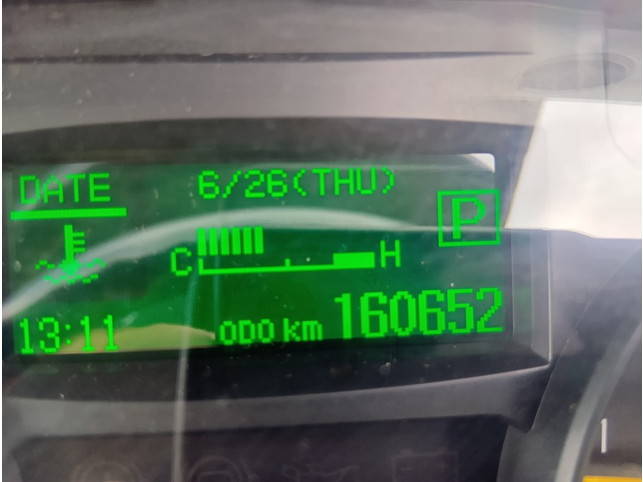 DATE 6/26(THU)
P
C H
13:11 ODO km 160652